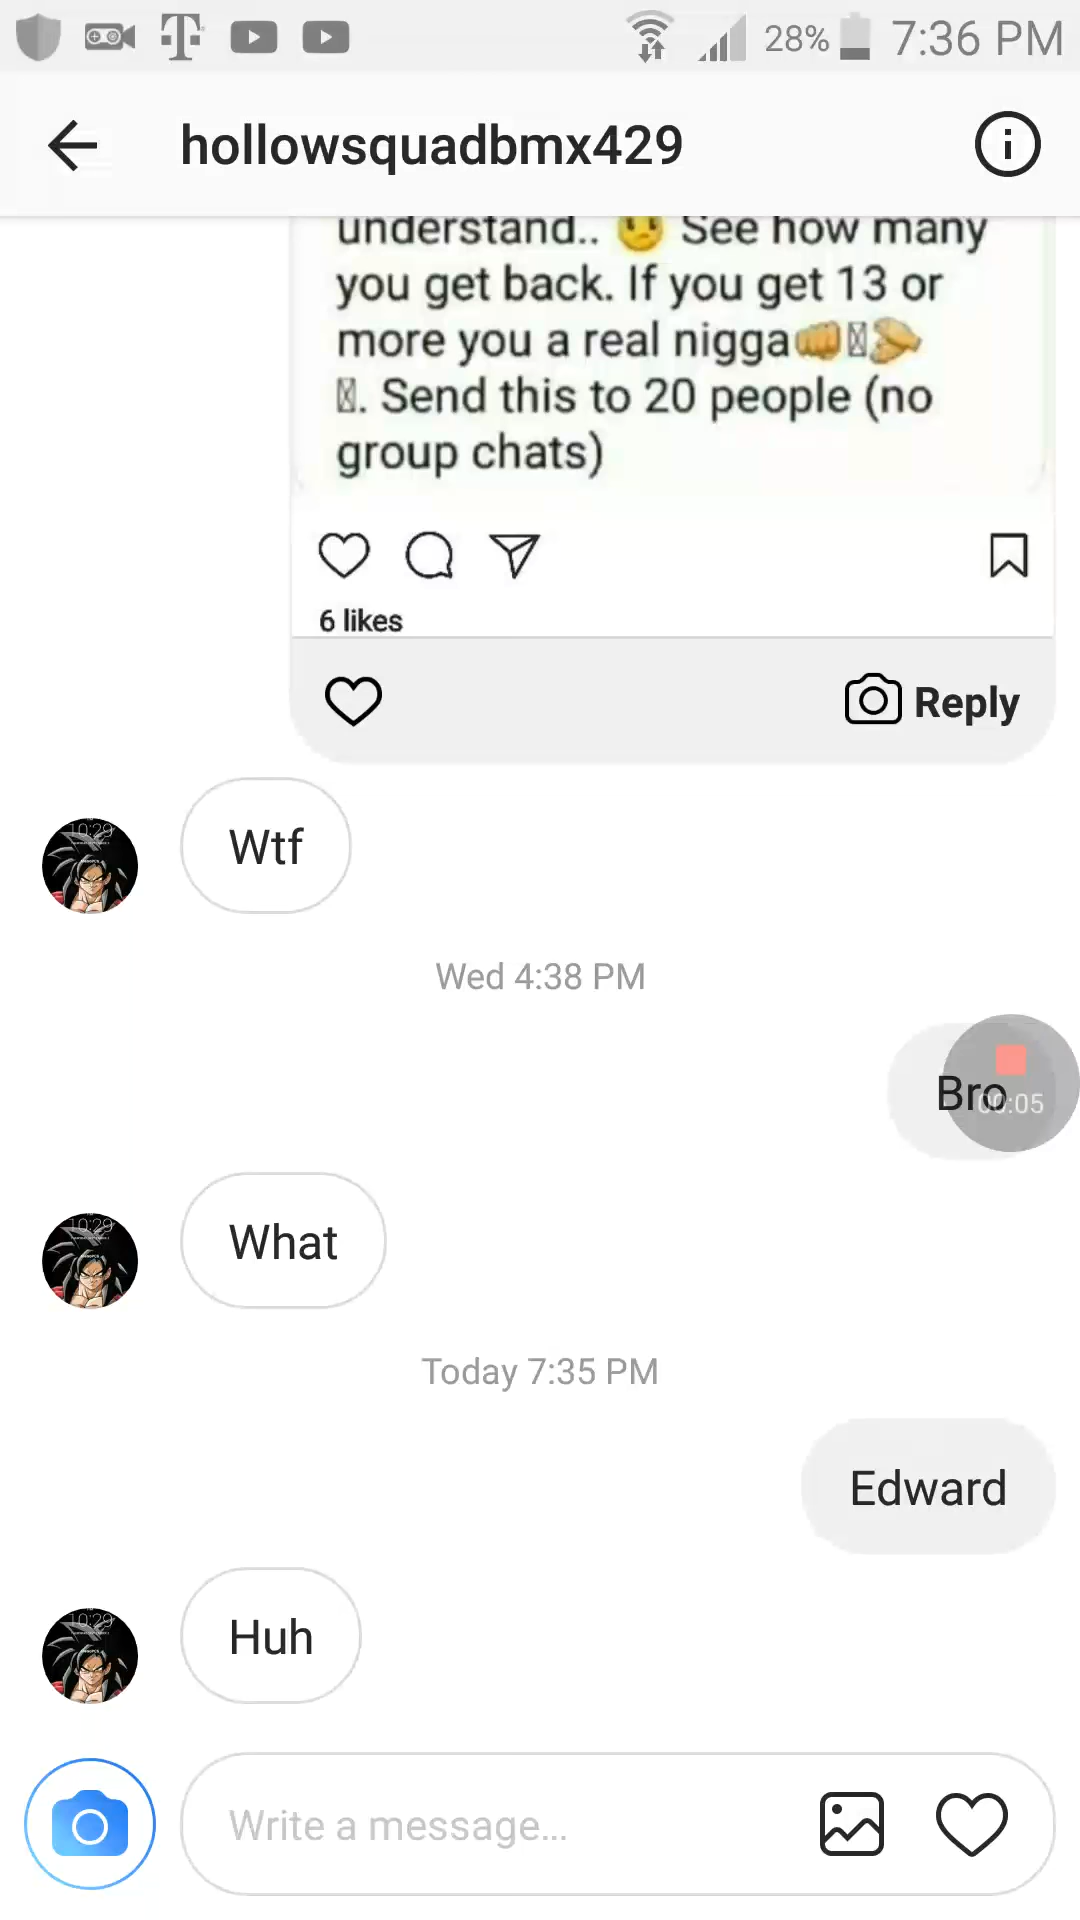 28% 7:36 PM
hollowsquadbmx429
understand.. 🫤 See how many
you get back. If you get 13 or
more you a real nigga👊
. Send this to 20 people (no
group chats)
6 likes
Reply
Wtf
Wed 4:38 PM
Bro
00:05
What
Today 7:35 PM
Edward
Huh
Write a message...